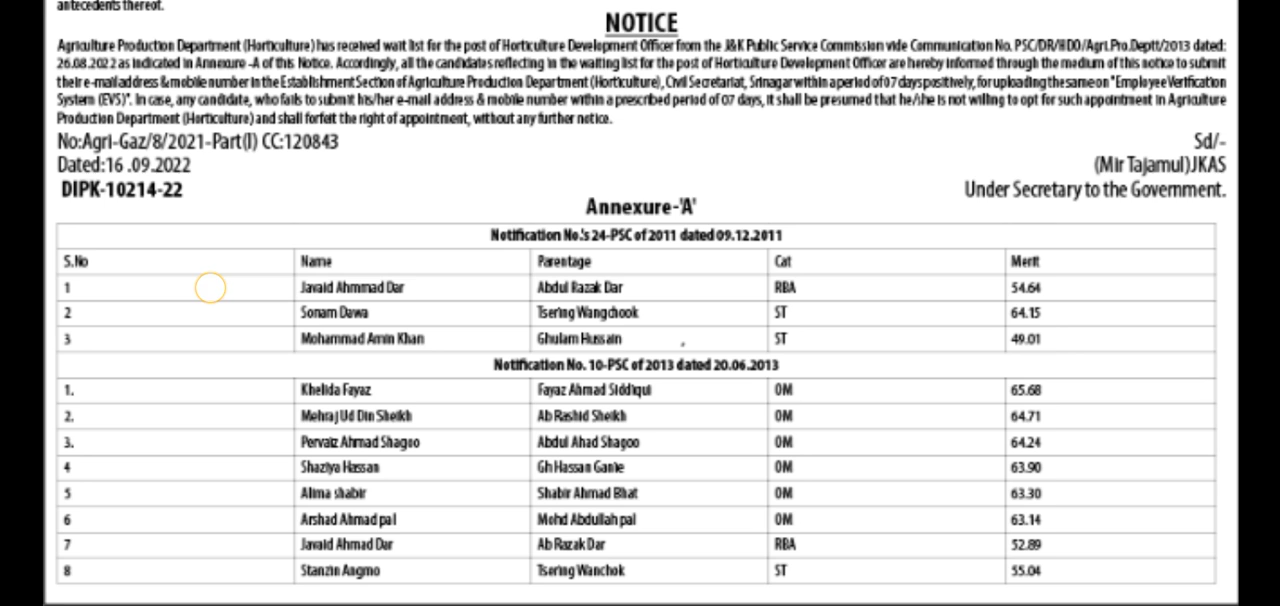 antecedents thereof.
NOTICE
Agriculture Production Department (Horticulture) has received wait list for the post of Horticulture Development Officer from the J&K Public Service Commission vide Communication No. PSC/DR/HDO/Agri.Pro.Deptt/2013 dated:
26.08.2022 as indicated in Annexure -A of this Notice. Accordingly, all the candidates reflecting in the waiting list for the post of Horticulture Development Officer are hereby informed through the medium of this notice to submit
their e-mail address & mobile number in the Establishment Section of Agriculture Production Department (Horticulture), Civil Secretariat, Srinagar within a period of 07 days positively, for uploading the same on "Employee Verification
System (EVS)". In case, any candidate, who fails to submit his/her e-mail address & mobile number within a prescribed period of 07 days, it shall be presumed that he/she is not willing to opt for such appointment in Agriculture
Production Department (Horticulture) and shall forfeit the right of appointment, without any further notice.
No:Agri-Gaz/8/2021-Part(I) CC:120843 Sd/-
Dated:16 .09.2022 (Mir Tajamul)JKAS
DIPK-10214-22 Under Secretary to the Government.
Annexure-'A'
Notification No.'s 24-PSC of 2011 dated 09.12.2011
S.No Name Parentage Cat Merit
1 Javaid Ahmmad Dar Abdul Razak Dar RBA 54.64
2 Sonam Dawa Tsering Wangchook ST 64.15
3 Mohammad Amin Khan Ghulam Hussain ST 49.01
Notification No. 10-PSC of 2013 dated 20.06.2013
1. Khelida Fayaz Fayaz Ahmad Siddiqui OM 65.68
2. Mehraj Ud Din Sheikh Ab Rashid Sheikh OM 64.71
3. Pervaiz Ahmad Shagoo Abdul Ahad Shagoo OM 64.24
4 Shaziya Hassan Gh Hassan Ganie OM 63.90
5 Alima shabir Shabir Ahmad Bhat OM 63.30
6 Arshad Ahmad pal Mohd Abdullah pal OM 63.14
7 Javaid Ahmad Dar Ab Razak Dar RBA 52.89
8 Stanzin Angmo Tsering Wanchok ST 55.04